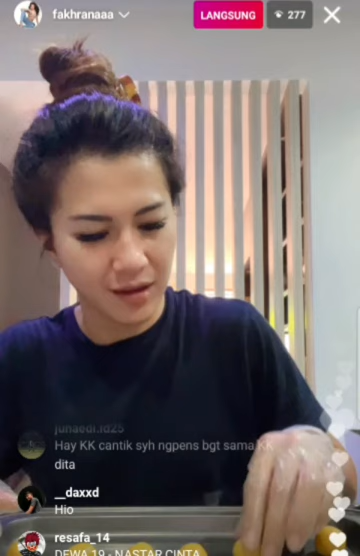 fakhranaaa
LANGSUNG
277
junaedi.id25
Hay KK cantik syh ngpens bgt sama KK
dita
__daxxd
Hio
resafa_14
DEWA 19 - NASTAR CINTA